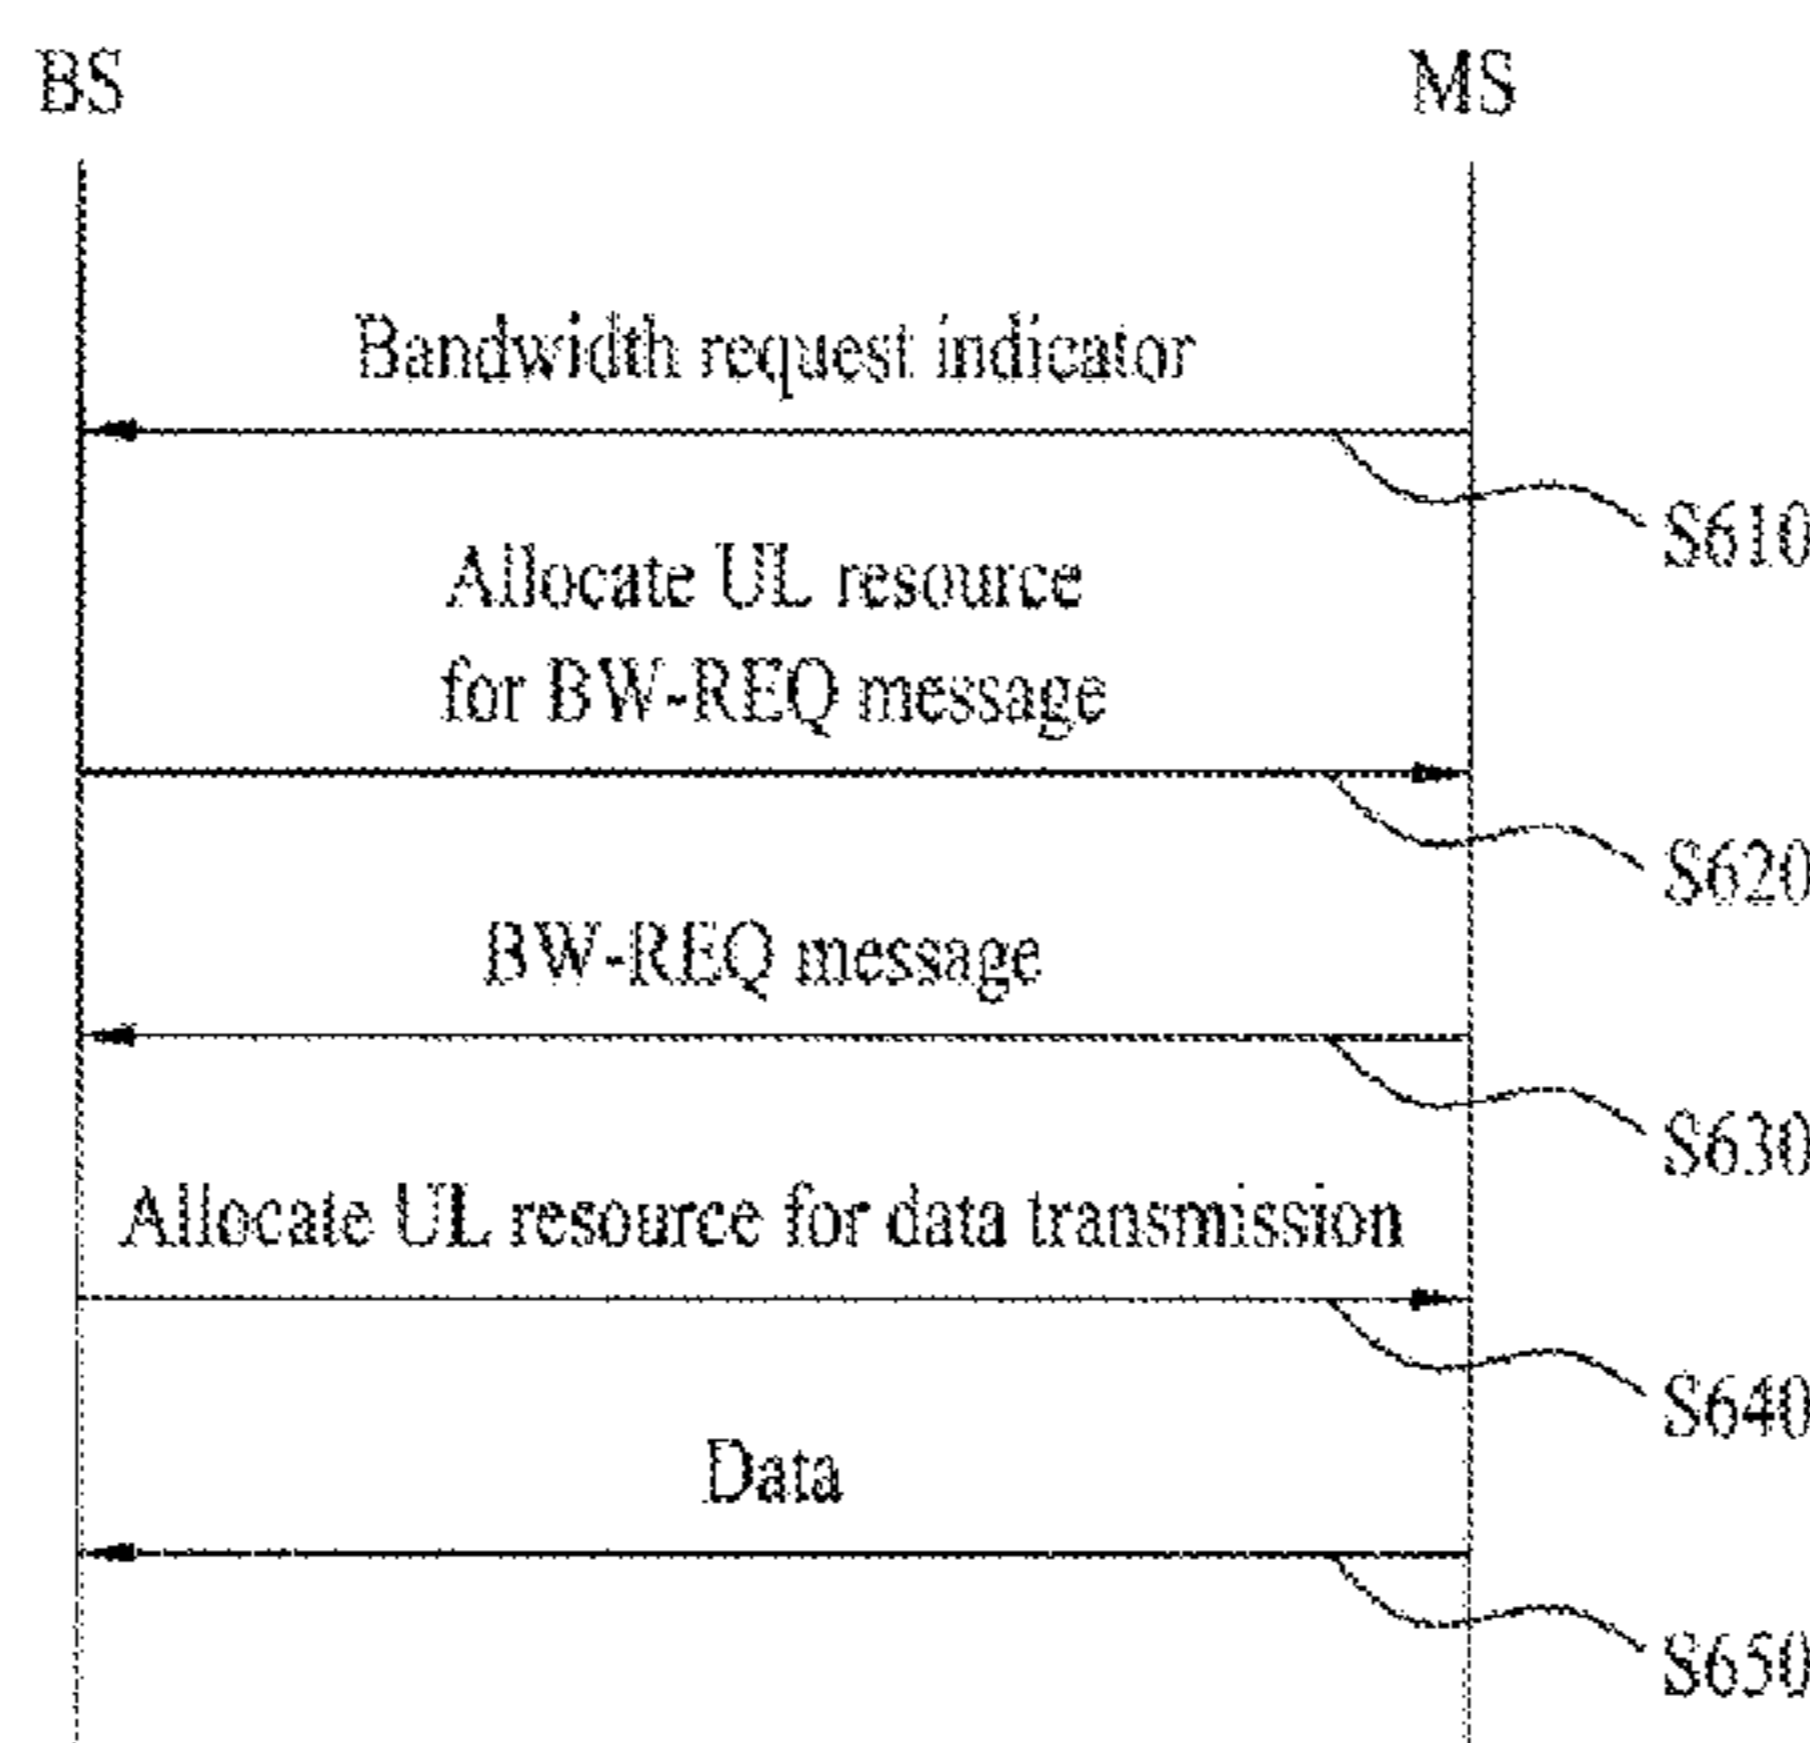 BS
MS
Bandwidth request indicator
S610
Allocate UL resource
for BW-REQ message
S620
BW-REQ message
S630
Allocate UL resource for data transmission
S640
Data
S650